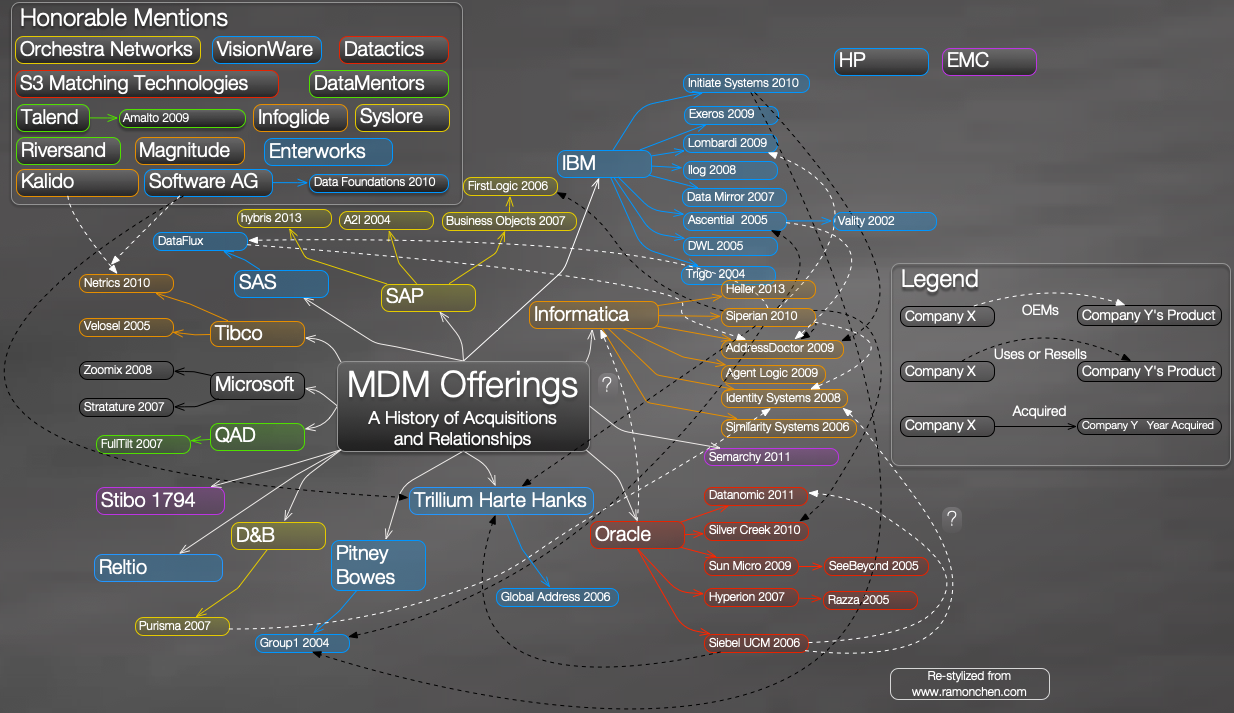 Honorable Mentions
Orchestra Networks
VisionWare
Datactics
S3 Matching Technologies
DataMentors
Talend
Amalto 2009
Infoglide
Syslore
Riversand
Magnitude
Enterworks
Kalido
Software AG
Data Foundations 2010
HP
EMC
Initiate Systems 2010
Exeros 2009
Lombardi 2009
IBM
Ilog 2008
Data Mirror 2007
Ascential 2005
Vality 2002
DWL 2005
Trigo 2004
FirstLogic 2006
hybris 2013
A2I 2004
Business Objects 2007
DataFlux
SAS
SAP
Netrics 2010
Velosel 2005
Tibco
Informatica
Heiler 2013
Siperian 2010
AddressDoctor 2009
Agent Logic 2009
Identity Systems 2008
Similarity Systems 2006
Legend
Company X
OEMs
Company Y's Product
Uses or Resells
Company X
Company Y's Product
Acquired
Company X
Company Y Year Acquired
Zoomix 2008
Microsoft
Stratature 2007
MDM Offerings
A History of Acquisitions
and Relationships
?
QAD
FullTilt 2007
Semarchy 2011
Stibo 1794
Trillium Harte Hanks
Datanomic 2011
?
D&B
Oracle
Silver Creek 2010
Reltio
Pitney
Bowes
Sun Micro 2009
SeeBeyond 2005
Global Address 2006
Hyperion 2007
Razza 2005
Purisma 2007
Group1 2004
Siebel UCM 2006
Re-stylized from
www.ramonchen.com